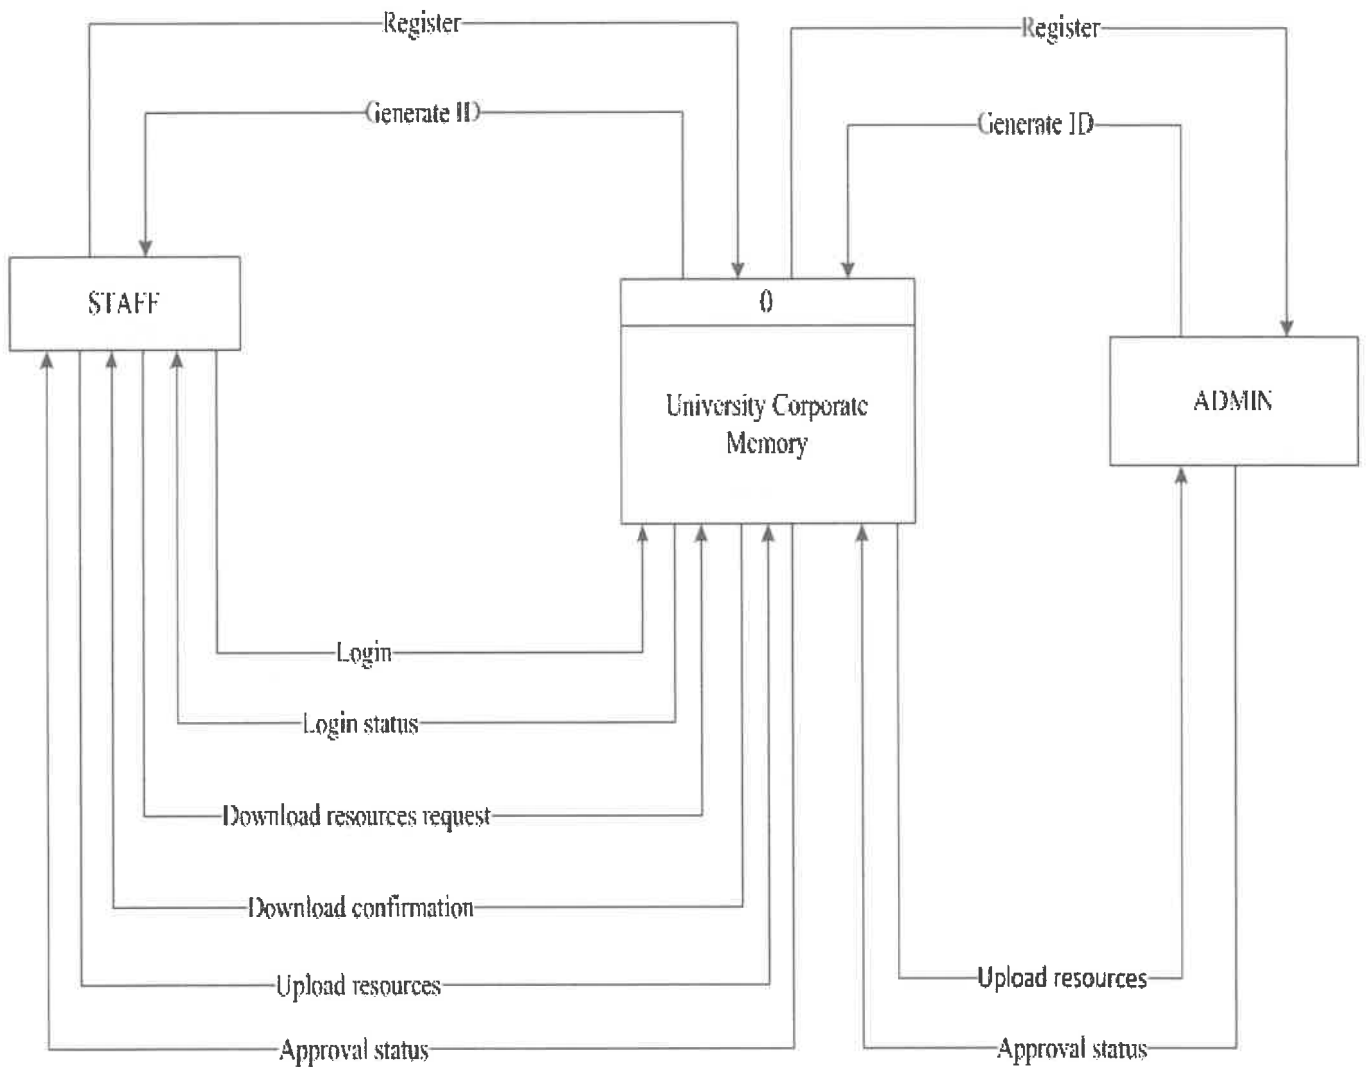 Register
Register
Generate ID
Generate ID
STAFF
0
University Corporate
Memory
ADMIN
Login
Login status
Download resources request
Download confirmation
Upload resources
Upload resources
Approval status
Approval status